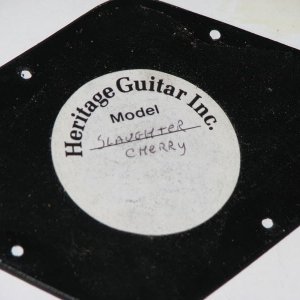 Heritage Guitar Inc.
Model
SLAUGHTER
CHERRY